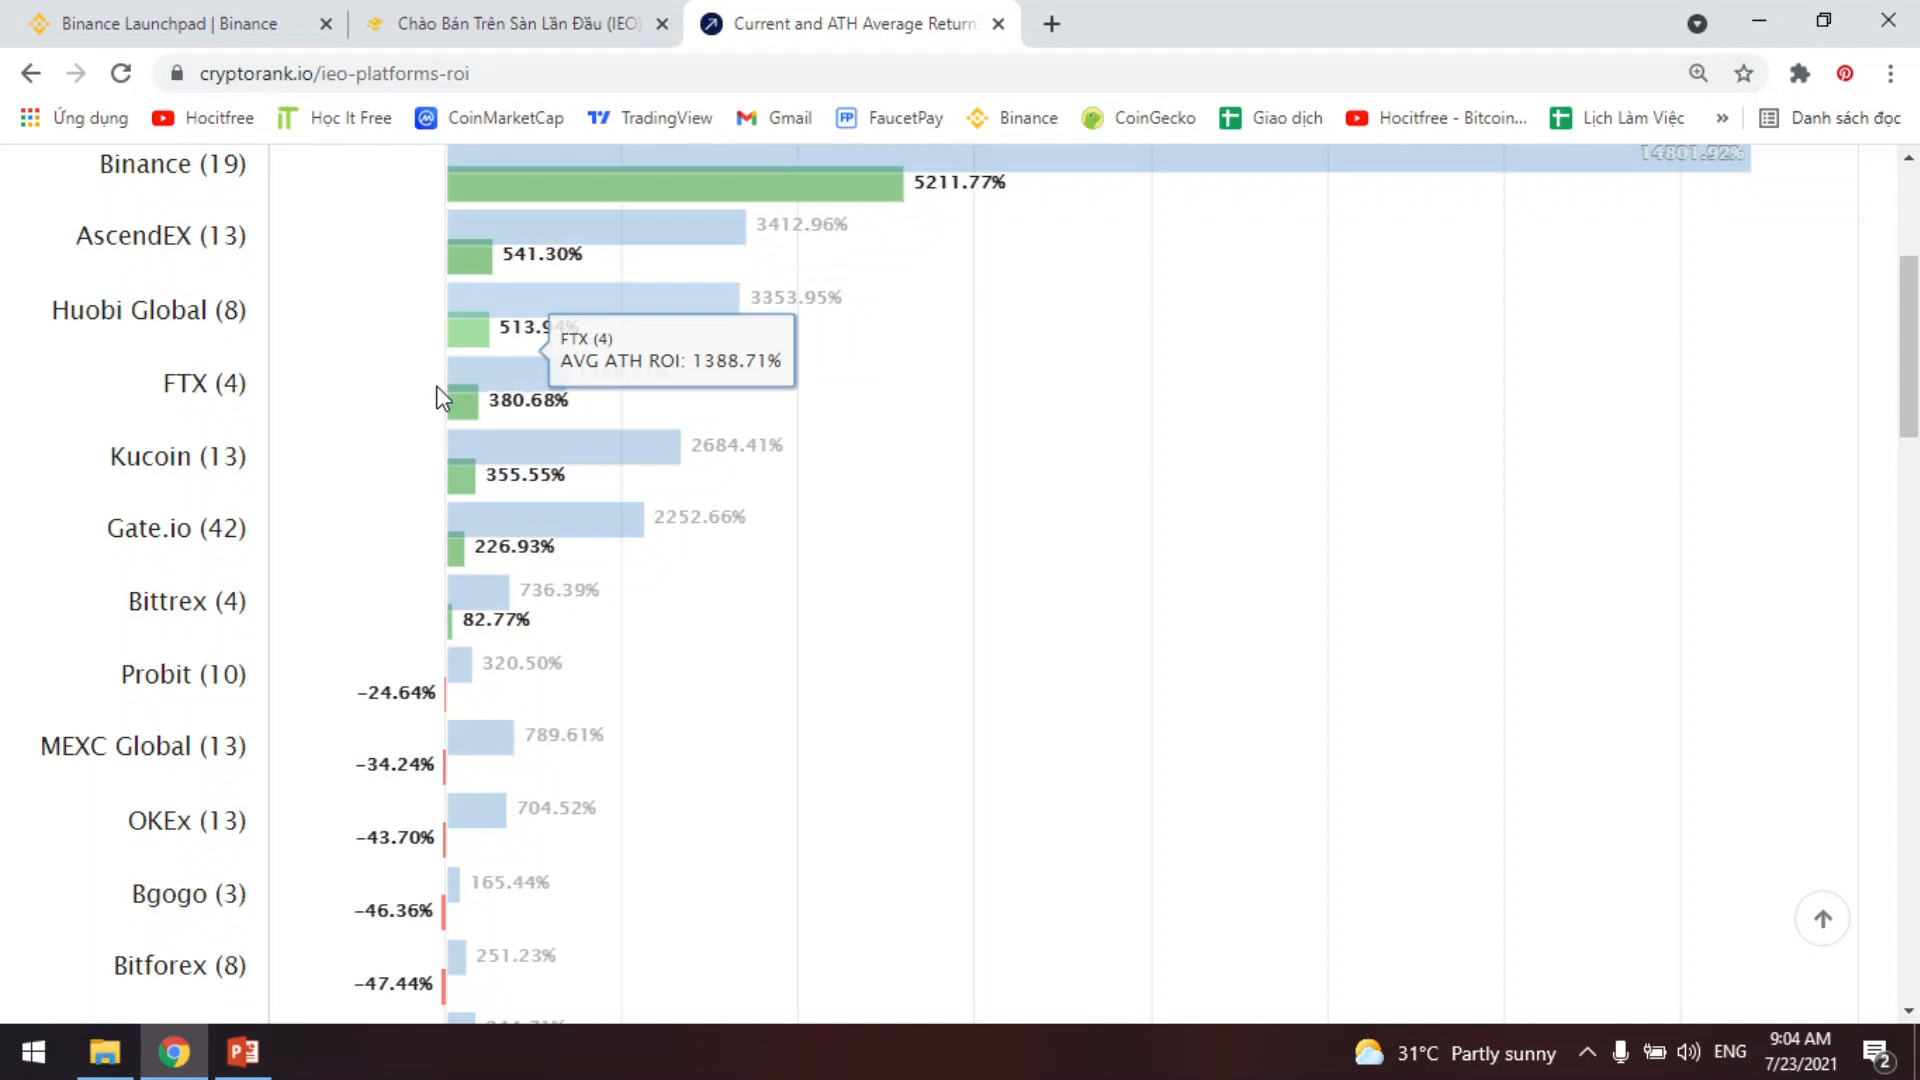 Binance Launchpad | Binance
Chào Bán Trên Sàn Lần Đầu (IEO)
Current and ATH Average Return
cryptorank.io/ieo-platforms-roi
Ứng dụng
Hocitfree
Học It Free
CoinMarketCap
TradingView
Gmail
FaucetPay
Binance
CoinGecko
Giao dịch
Hocitfree - Bitcoin...
Lịch Làm Việc
»
Danh sách đọc
Binance (19)
14801.92%
5211.77%
AscendEX (13)
3412.96%
541.30%
Huobi Global (8)
3353.95%
513.94%
FTX (4)
AVG ATH ROI: 1388.71%
FTX (4)
380.68%
Kucoin (13)
2684.41%
355.55%
Gate.io (42)
2252.66%
226.93%
Bittrex (4)
736.39%
82.77%
Probit (10)
320.50%
-24.64%
MEXC Global (13)
789.61%
-34.24%
OKEx (13)
704.52%
-43.70%
Bgogo (3)
165.44%
-46.36%
Bitforex (8)
251.23%
-47.44%
31°C Partly sunny
ENG
9:04 AM
7/23/2021
2